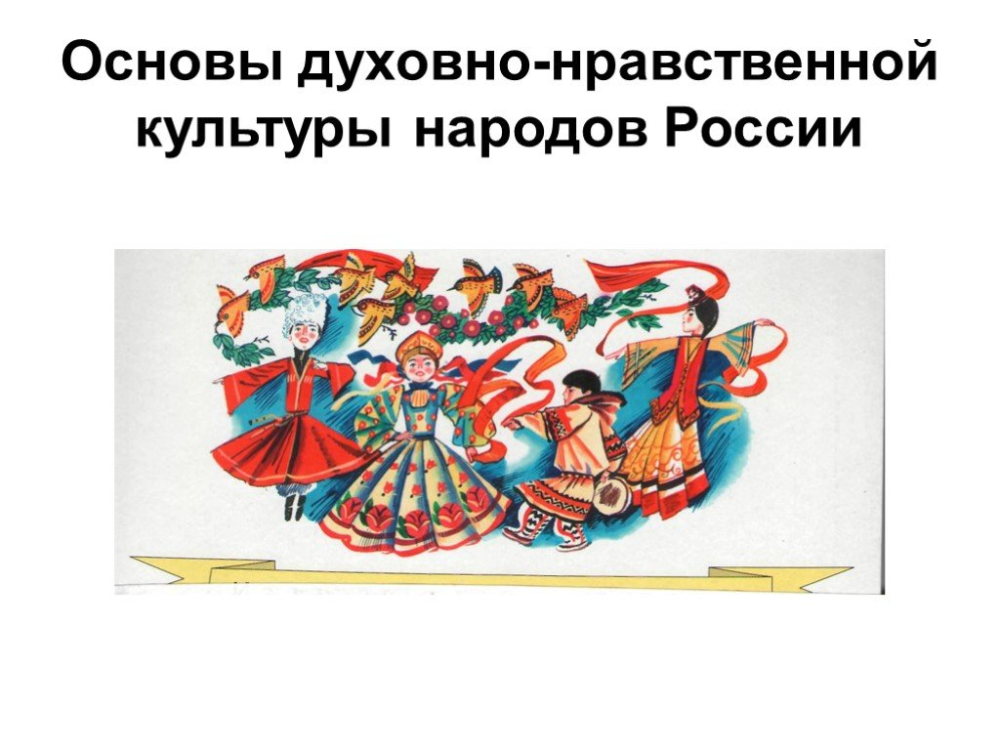 Основы духовно-нравственной
культуры народов России